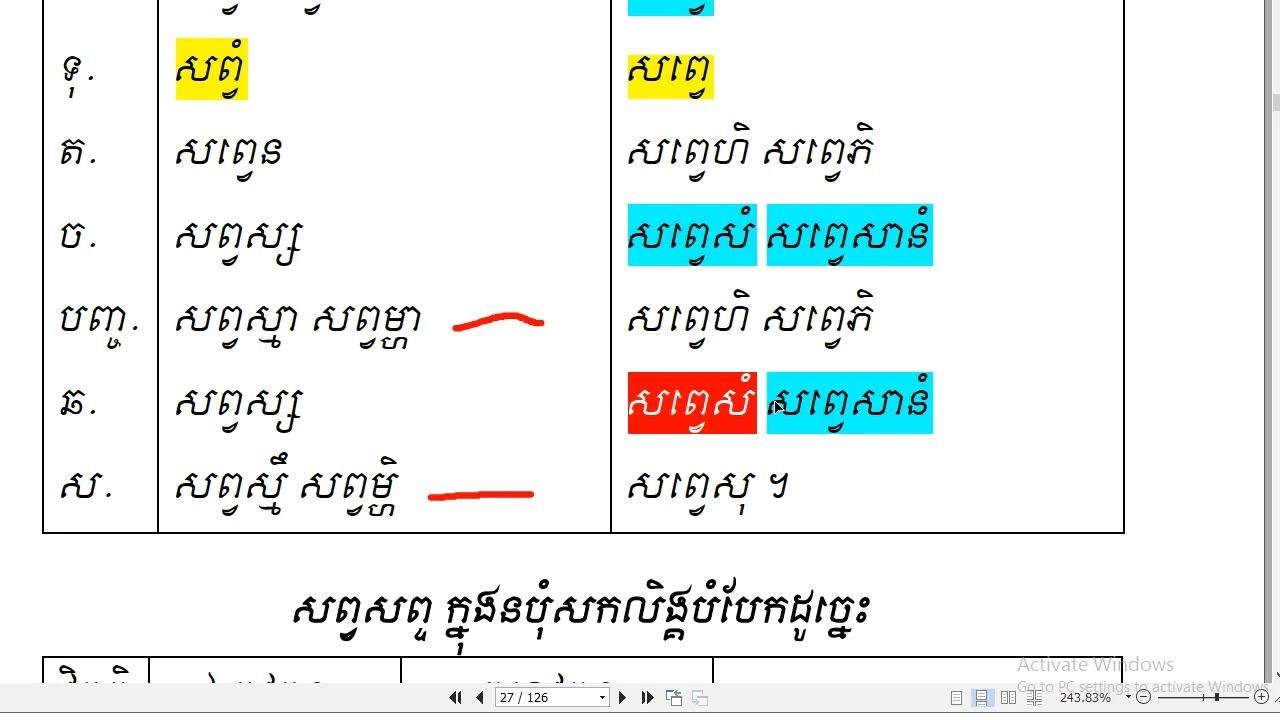 ទុ. សព្វំ សព្វេ
ត. សព្វេន សព្វេហិ សព្វេភិ
ច. សព្វស្ស សព្វេសំ សព្វេសានំ
បញ្ច. សព្វស្មា សព្វម្ហា សព្វេហិ សព្វេភិ
ឆ. សព្វស្ស សព្វេសំ សព្វេសានំ
ស. សព្វស្មឹ សព្វម្ហិ សព្វេសុ ។
សព្វសព្ទ ក្នុងនបុំសកលិង្គបំបែកដូច្នេះ
Activate Windows
Go to PC settings to activate Windows.
27 / 126
243.83%